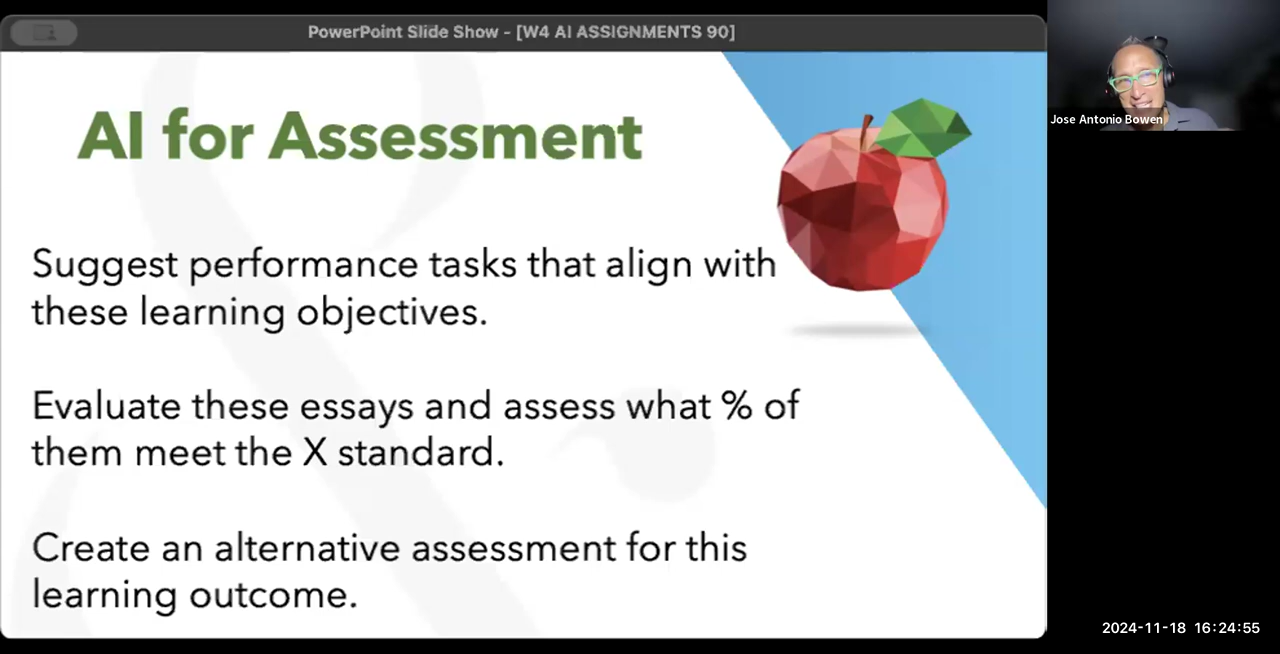 PowerPoint Slide Show - [W4 AI ASSIGNMENTS 90]
Jose Antonio Bowen
AI for Assessment
Suggest performance tasks that align with
these learning objectives.
Evaluate these essays and assess what % of
them meet the X standard.
Create an alternative assessment for this
learning outcome.
2024-11-18 16:24:55